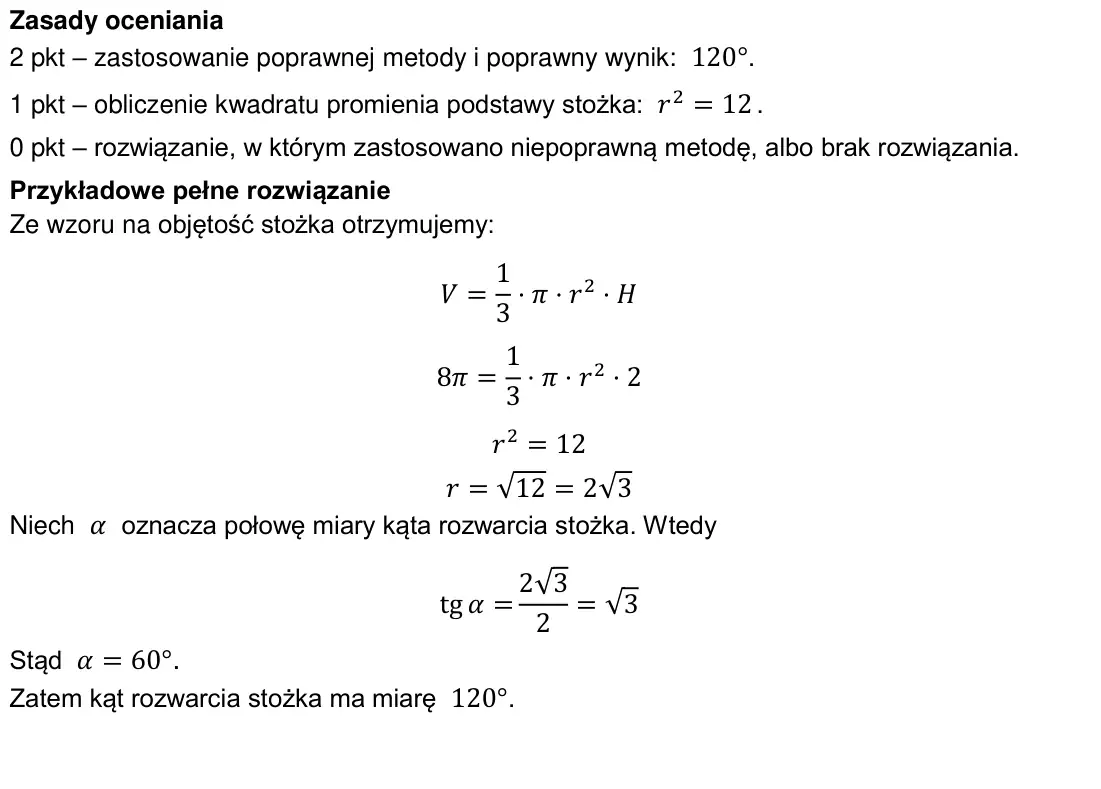 Zasady oceniania
2 pkt – zastosowanie poprawnej metody i poprawny wynik: 120°.
1 pkt – obliczenie kwadratu promienia podstawy stożka: r² = 12 .
0 pkt – rozwiązanie, w którym zastosowano niepoprawną metodę, albo brak rozwiązania.
Przykładowe pełne rozwiązanie
Ze wzoru na objętość stożka otrzymujemy:
V = 1/3 · π · r² · H
8π = 1/3 · π · r² · 2
r² = 12
r = √12 = 2√3
Niech α oznacza połowę miary kąta rozwarcia stożka. Wtedy
tg α = 2√3/2 = √3
Stąd α = 60°.
Zatem kąt rozwarcia stożka ma miarę 120°.